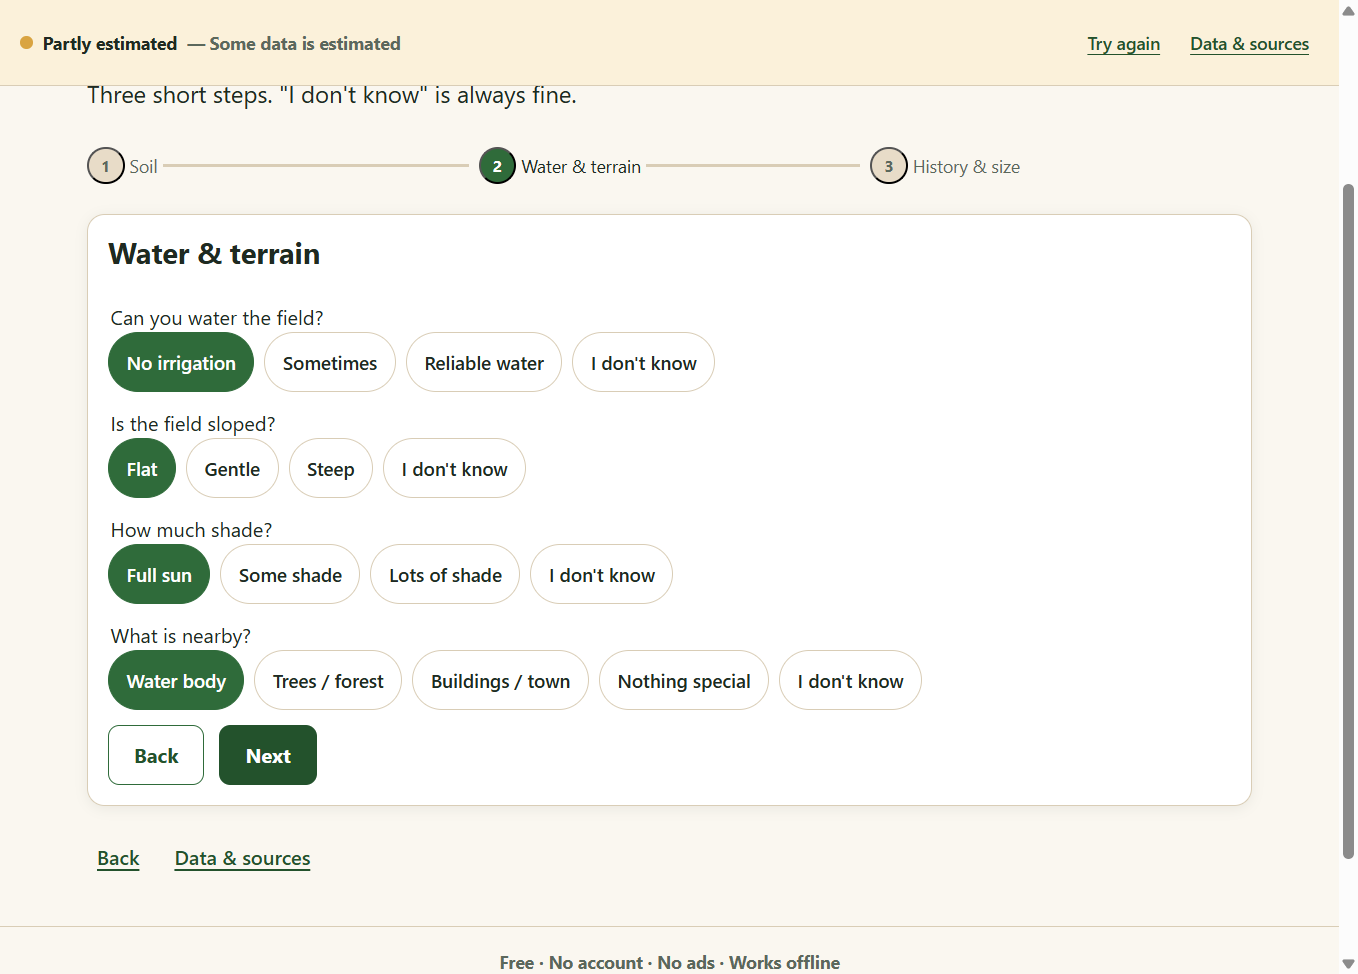 Partly estimated — Some data is estimated
Try again Data & sources
Three short steps. "I don't know" is always fine.
1 Soil 2 Water & terrain 3 History & size
Water & terrain
Can you water the field?
No irrigation Sometimes Reliable water I don't know
Is the field sloped?
Flat Gentle Steep I don't know
How much shade?
Full sun Some shade Lots of shade I don't know
What is nearby?
Water body Trees / forest Buildings / town Nothing special I don't know
Back Next
Back Data & sources
Free · No account · No ads · Works offline